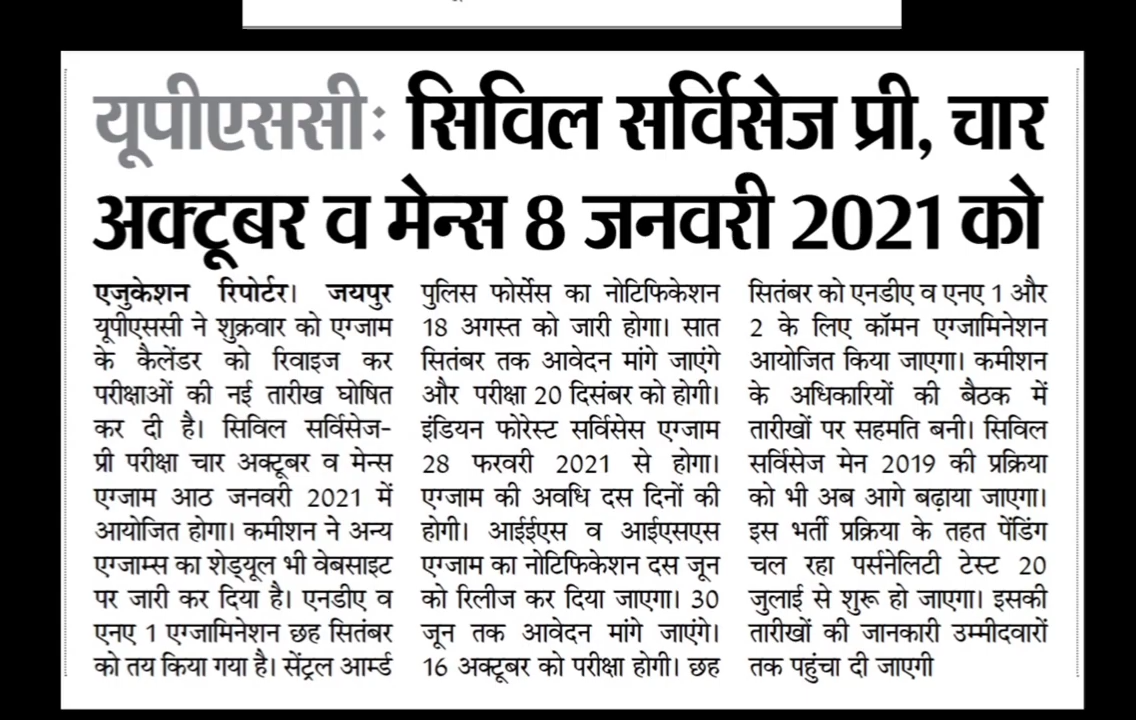 यूपीएससी: सिविल सर्विसेज प्री, चार
अक्टूबर व मेन्स 8 जनवरी 2021 को
एजुकेशन रिपोर्टर। जयपुर
यूपीएससी ने शुक्रवार को एग्जाम
के कैलेंडर को रिवाइज कर
परीक्षाओं की नई तारीख घोषित
कर दी है। सिविल सर्विसेज-
प्री परीक्षा चार अक्टूबर व मेन्स
एग्जाम आठ जनवरी 2021 में
आयोजित होगा। कमीशन ने अन्य
एग्जाम्स का शेड्यूल भी वेबसाइट
पर जारी कर दिया है। एनडीए व
एनए 1 एग्जामिनेशन छह सितंबर
को तय किया गया है। सेंट्रल आर्म्ड
पुलिस फोर्सेस का नोटिफिकेशन
18 अगस्त को जारी होगा। सात
सितंबर तक आवेदन मांगे जाएंगे
और परीक्षा 20 दिसंबर को होगी।
इंडियन फोरेस्ट सर्विसेस एग्जाम
28 फरवरी 2021 से होगा।
एग्जाम की अवधि दस दिनों की
होगी। आईईएस व आईएसएस
एग्जाम का नोटिफिकेशन दस जून
को रिलीज कर दिया जाएगा। 30
जून तक आवेदन मांगे जाएंगे।
16 अक्टूबर को परीक्षा होगी। छह
सितंबर को एनडीए व एनए 1 और
2 के लिए कॉमन एग्जामिनेशन
आयोजित किया जाएगा। कमीशन
के अधिकारियों की बैठक में
तारीखों पर सहमति बनी। सिविल
सर्विसेज मेन 2019 की प्रक्रिया
को भी अब आगे बढ़ाया जाएगा।
इस भर्ती प्रक्रिया के तहत पेंडिंग
चल रहा पर्सनेलिटी टेस्ट 20
जुलाई से शुरू हो जाएगा। इसकी
तारीखों की जानकारी उम्मीदवारों
तक पहुंचा दी जाएगी